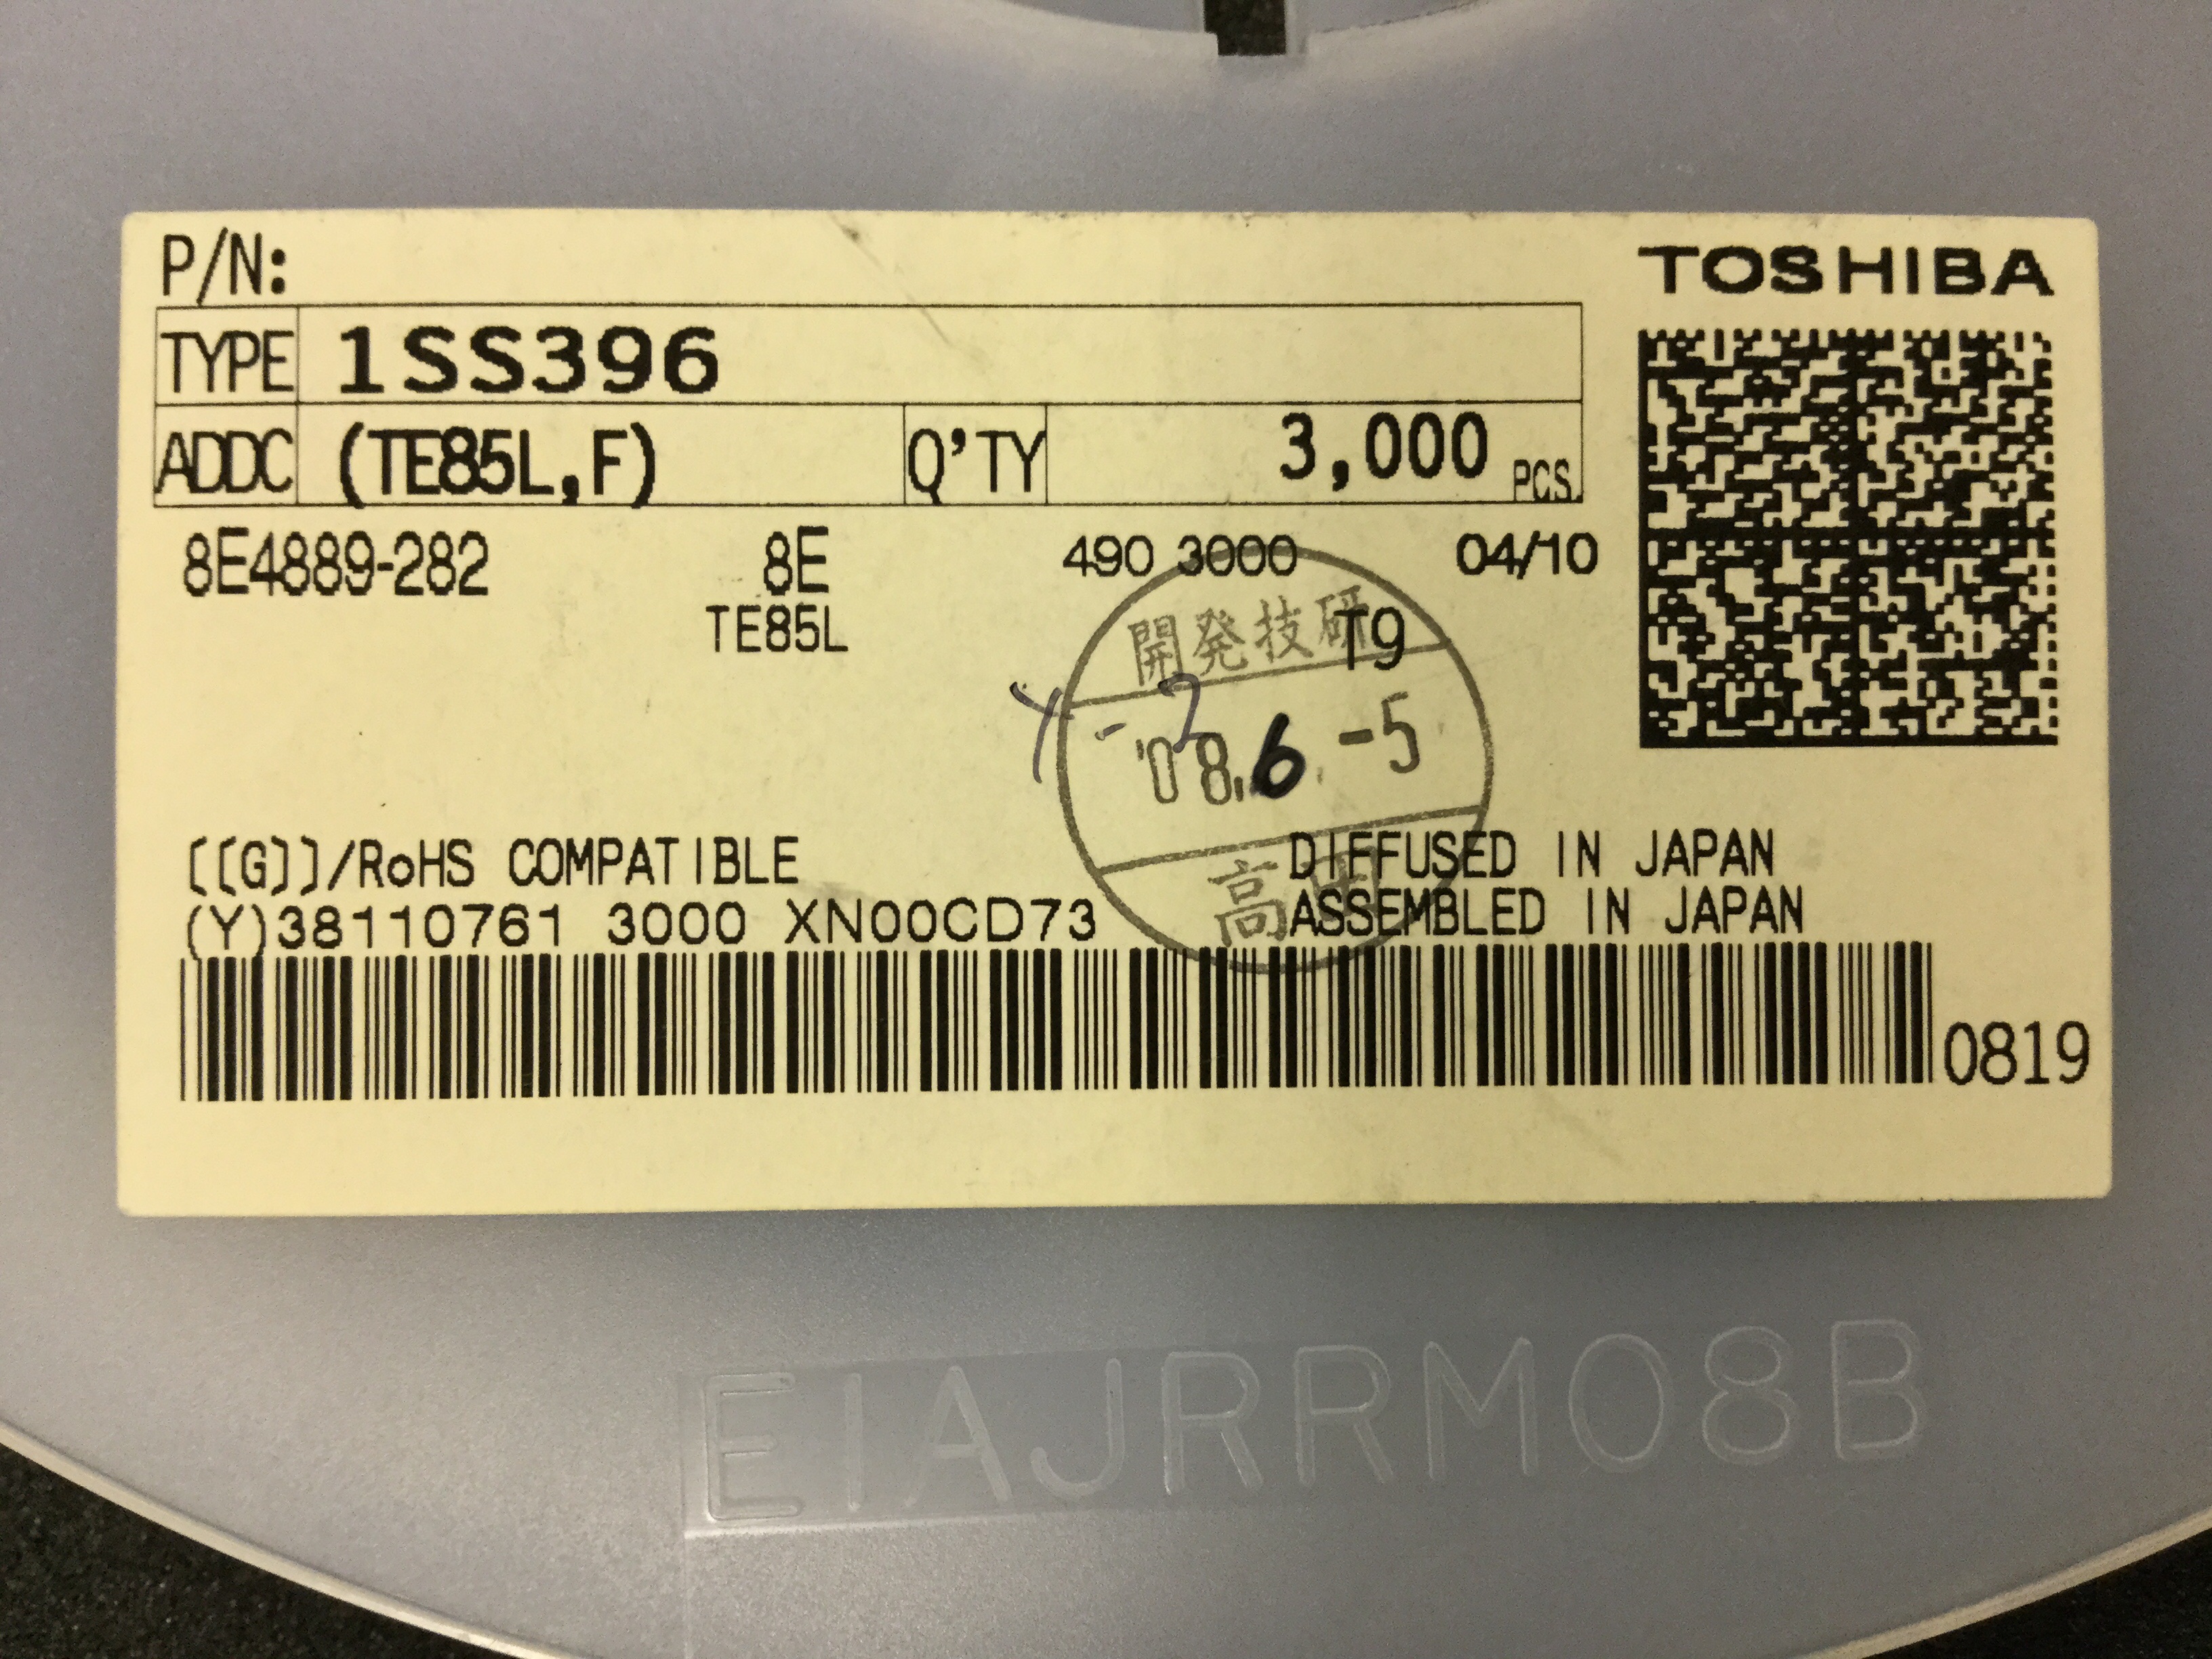 P/N:
TOSHIBA
TYPE 1SS396
ADDC (TE85L,F) Q'TY 3,000 PCS.
8E4889-282 8E 490 3000 04/10
TE85L T9
開発技研
'08.6.-5
[[G]]/RoHS COMPATIBLE DIFFUSED IN JAPAN
(Y)38110761 3000 XN00CD73 ASSEMBLED IN JAPAN
高田
0819
EIAJRRM08B